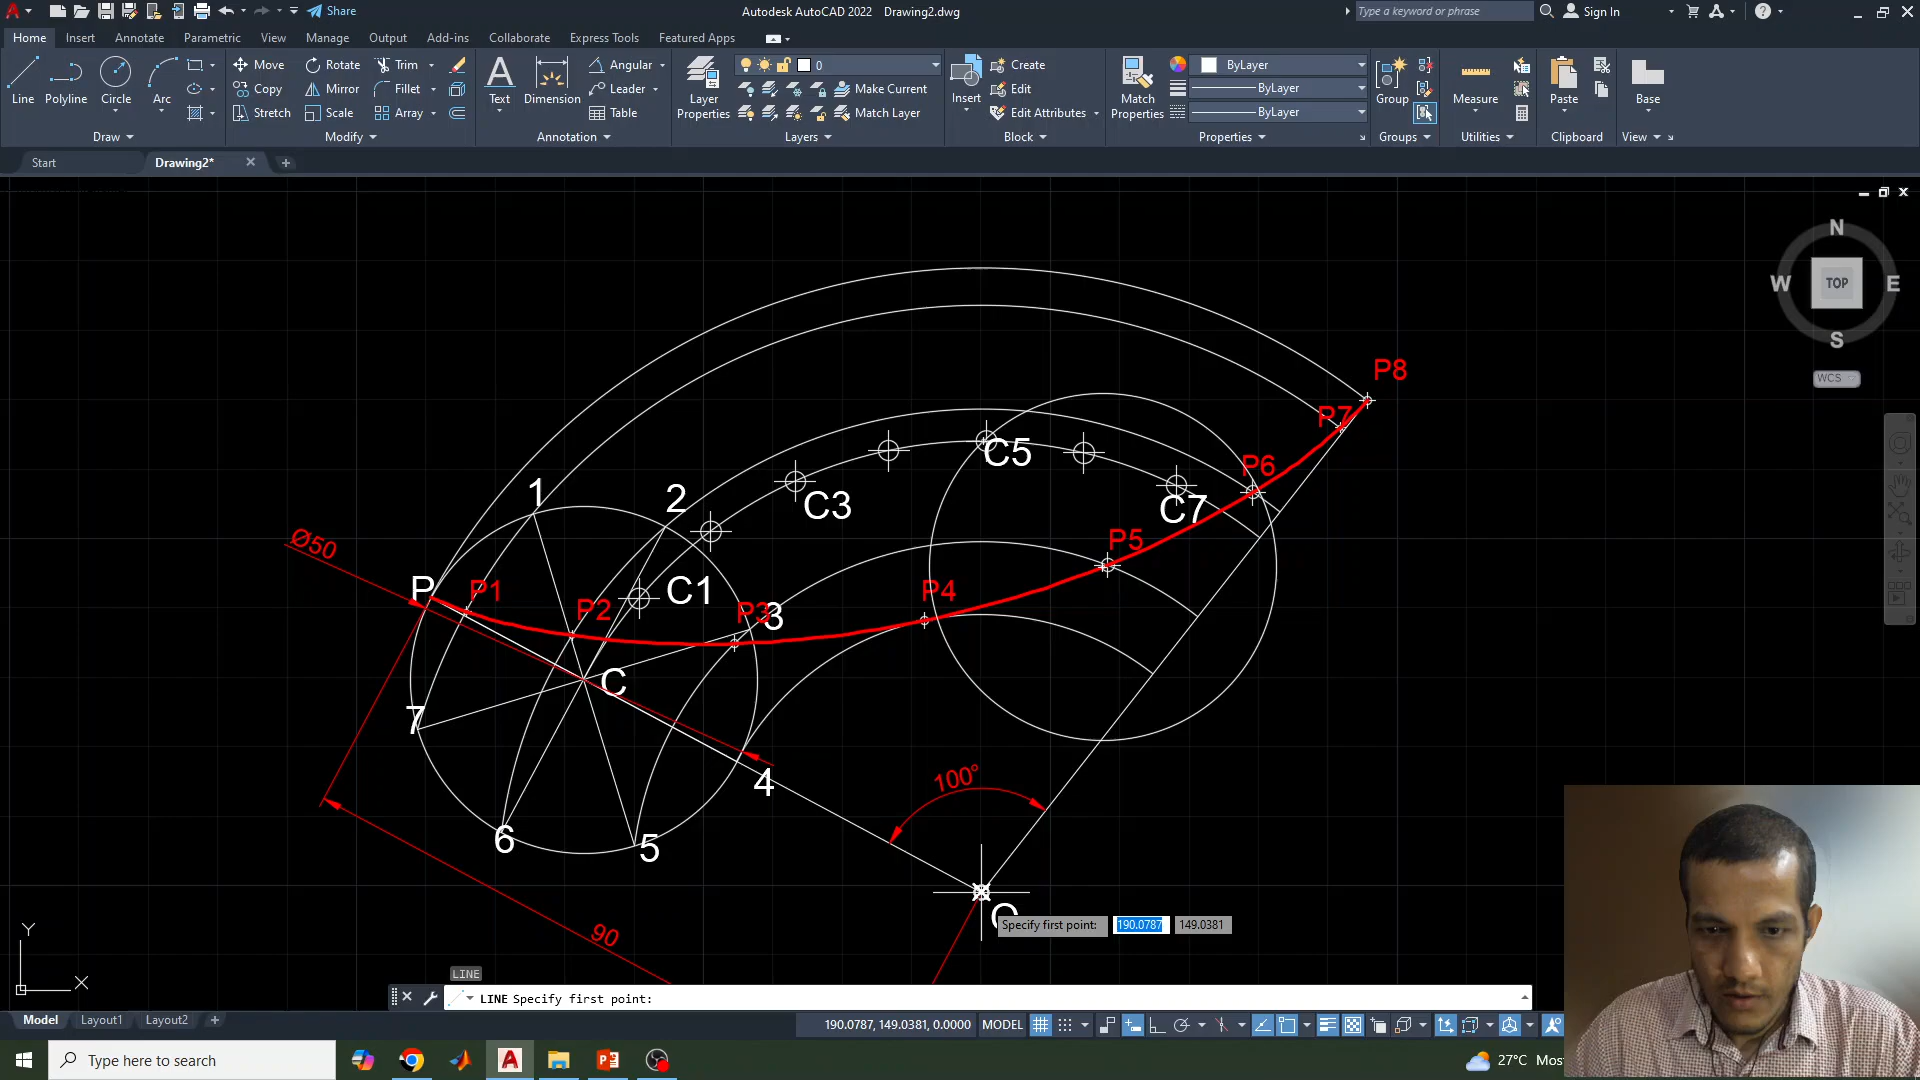 Share
Autodesk AutoCAD 2022 Drawing2.dwg
Type a keyword or phrase
Sign In
Home Insert Annotate Parametric View Manage Output Add-ins Collaborate Express Tools Featured Apps
Line Polyline Circle Arc
Move Rotate Trim
Copy Mirror Fillet
Stretch Scale Array
Text Dimension
Angular
Leader
Table
Layer Properties
0
Make Current
Match Layer
Insert
Create
Edit
Edit Attributes
Match Properties
ByLayer
ByLayer
ByLayer
Group
Measure
Paste
Base
Draw Modify Annotation Layers Block Properties Groups Utilities Clipboard View
Start Drawing2*
N
W TOP E
S
WCS
P8
P7
P6
C5
1
2
C3
C7
Ø50
P5
P
P1
C1
P4
P2
P3
3
C
7
4
100°
6
5
O
Specify first point: 190.0787 149.0381
90
Y
X
LINE
LINE Specify first point:
Model Layout1 Layout2
190.0787, 149.0381, 0.0000 MODEL
Type here to search
27°C